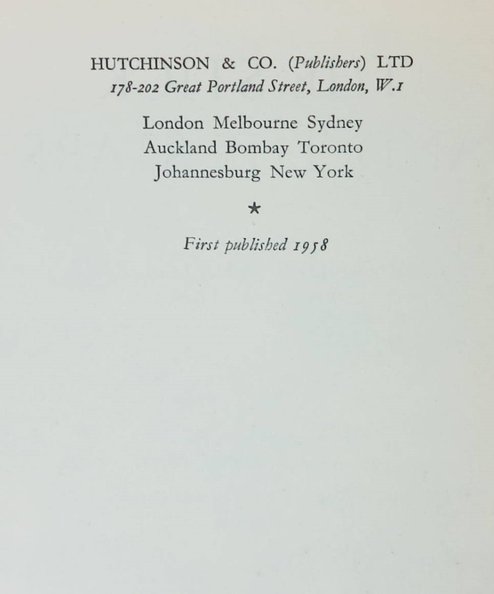 HUTCHINSON & CO. (Publishers) LTD
178-202 Great Portland Street, London, W.1
London Melbourne Sydney
Auckland Bombay Toronto
Johannesburg New York
★
First published 1958